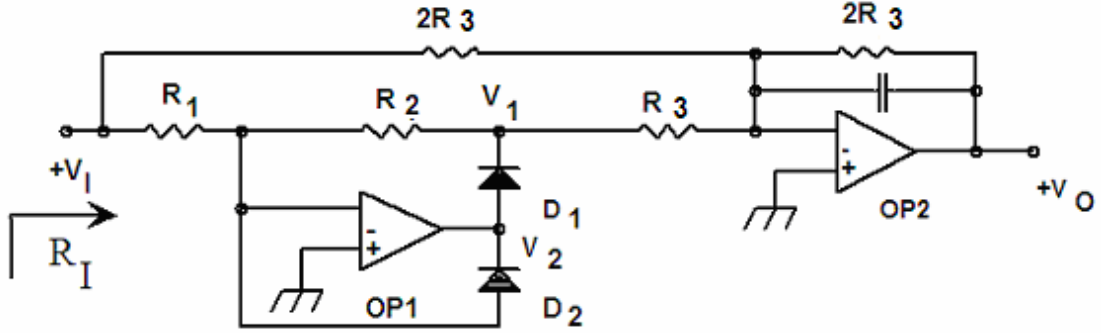 2R 3
2R 3
R 1
R 2
V 1
R 3
+V I
R I
-
+
OP1
D 1
V 2
D 2
-
+
OP2
+V O